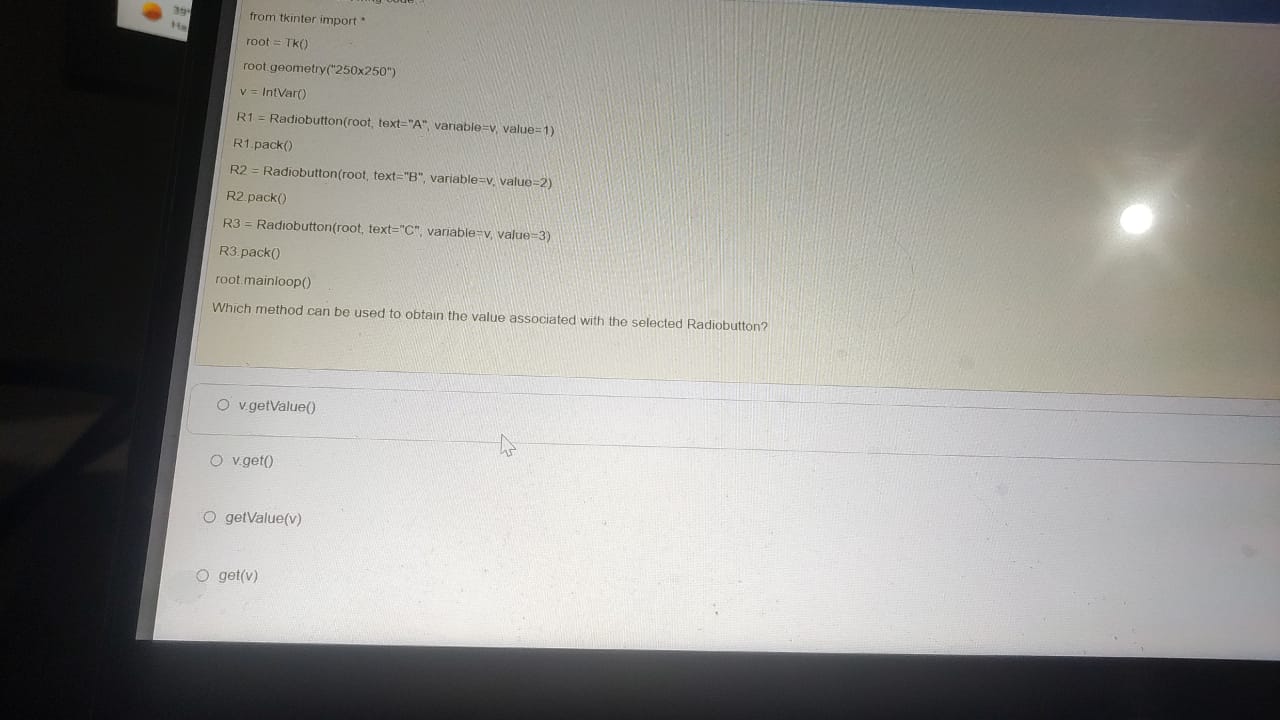 39°
from tkinter import *
root = Tk()
root.geometry("250x250")
v = IntVar()
R1 = Radiobutton(root, text="A", variable=v, value=1)
R1.pack()
R2 = Radiobutton(root, text="B", variable=v, value=2)
R2.pack()
R3 = Radiobutton(root, text="C", variable=v, value=3)
R3.pack()
root.mainloop()
Which method can be used to obtain the value associated with the selected Radiobutton?
v.getValue()
v.get()
getValue(v)
get(v)